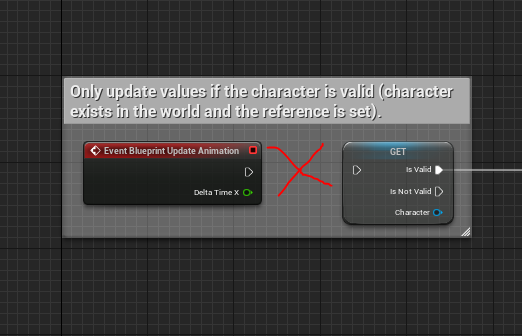 Only update values if the character is valid (character
exists in the world and the reference is set).
Event Blueprint Update Animation
Delta Time X
GET
Is Valid
Is Not Valid
Character